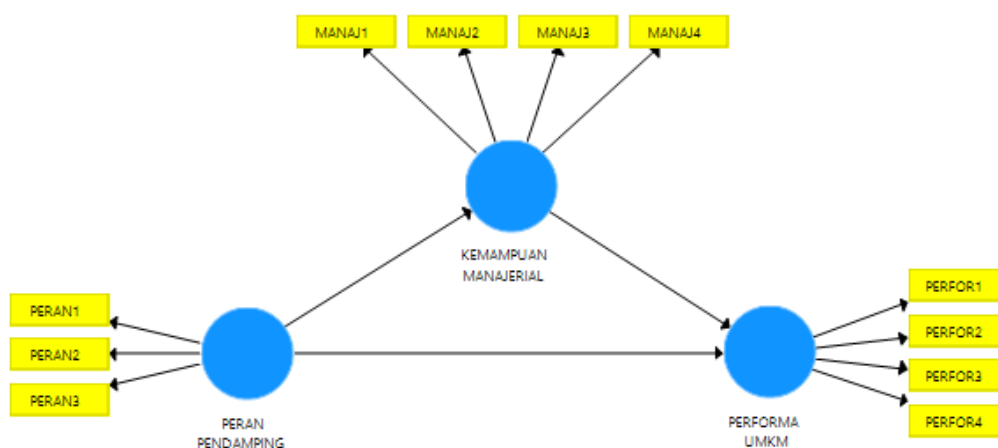 MANAJ1
MANAJ2
MANAJ3
MANAJ4
KEMAMPUAN
MANAJERIAL
PERAN1
PERAN2
PERAN3
PERAN
PENDAMPING
PERFORMA
UMKM
PERFOR1
PERFOR2
PERFOR3
PERFOR4